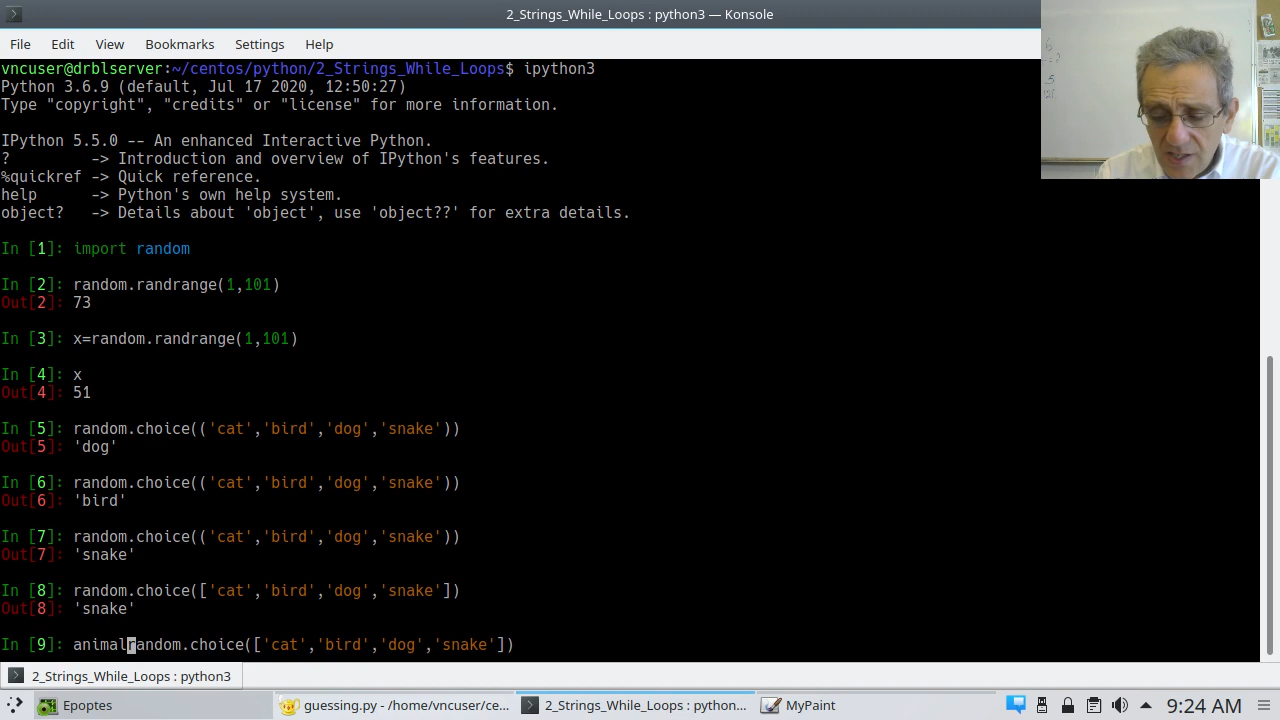 2_Strings_While_Loops : python3 — Konsole
File Edit View Bookmarks Settings Help
vncuser@drblserver:~/centos/python/2_Strings_While_Loops$ ipython3
Python 3.6.9 (default, Jul 17 2020, 12:50:27)
Type "copyright", "credits" or "license" for more information.
IPython 5.5.0 -- An enhanced Interactive Python.
? -> Introduction and overview of IPython's features.
%quickref -> Quick reference.
help -> Python's own help system.
object? -> Details about 'object', use 'object??' for extra details.
In [1]: import random
In [2]: random.randrange(1,101)
Out[2]: 73
In [3]: x=random.randrange(1,101)
In [4]: x
Out[4]: 51
In [5]: random.choice(('cat','bird','dog','snake'))
Out[5]: 'dog'
In [6]: random.choice(('cat','bird','dog','snake'))
Out[6]: 'bird'
In [7]: random.choice(('cat','bird','dog','snake'))
Out[7]: 'snake'
In [8]: random.choice(['cat','bird','dog','snake'])
Out[8]: 'snake'
In [9]: animalrandom.choice(['cat','bird','dog','snake'])
2_Strings_While_Loops : python3
Epoptes guessing.py - /home/vncuser/ce... 2_Strings_While_Loops : python... MyPaint 9:24 AM